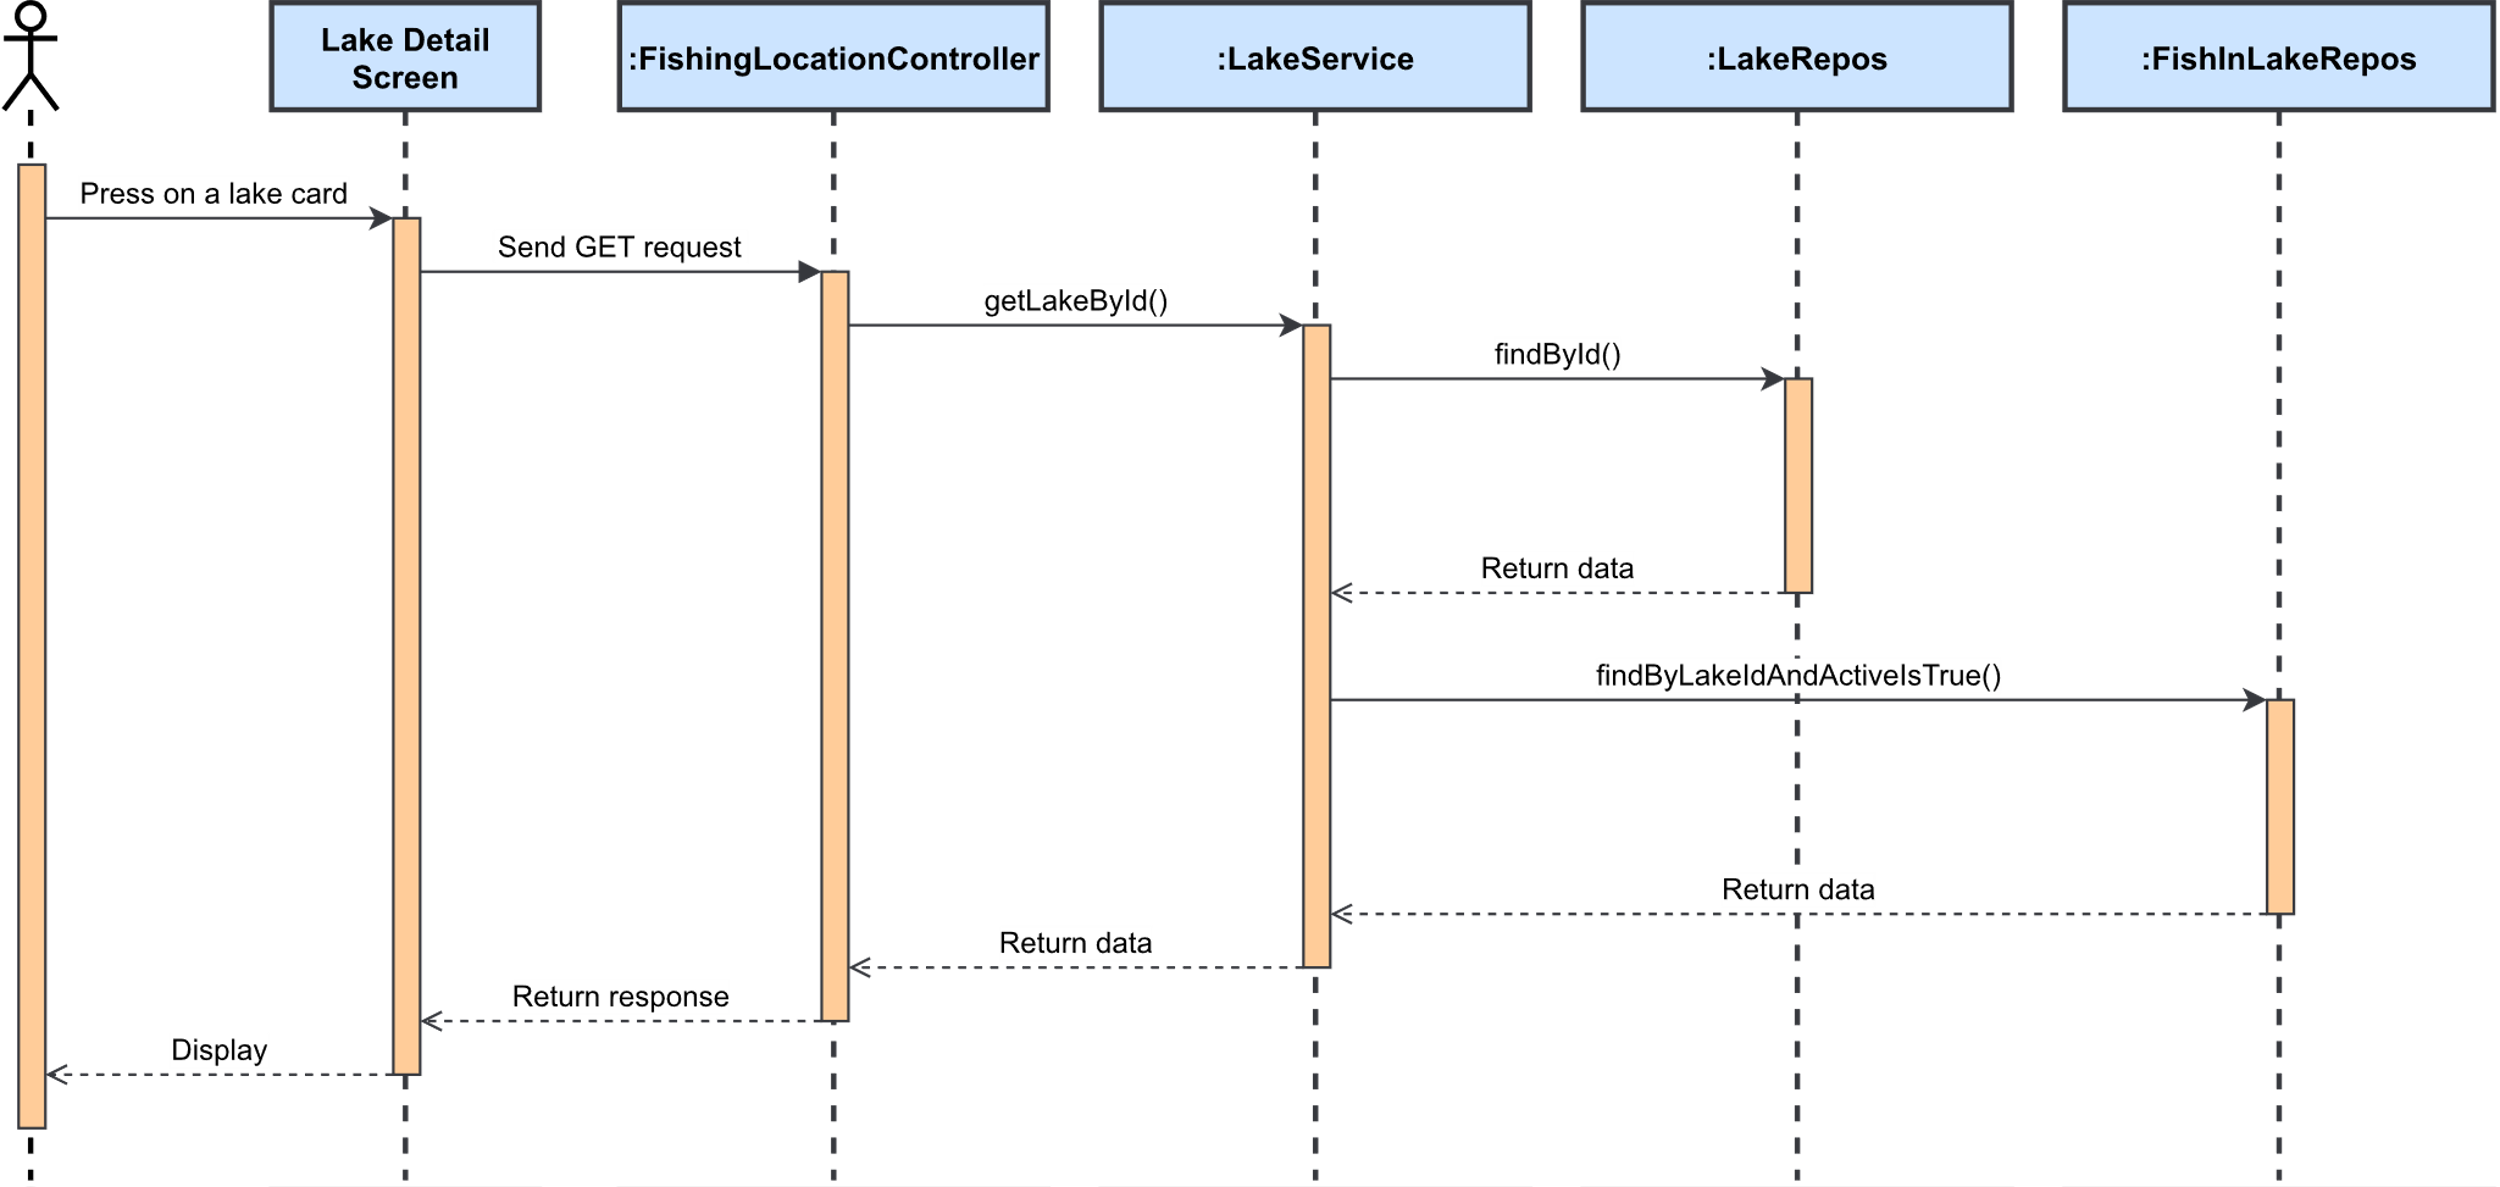 Lake Detail
Screen
:FishingLocationController
:LakeService
:LakeRepos
:FishInLakeRepos
Press on a lake card
Send GET request
getLakeById()
findById()
Return data
findByLakeIdAndActiveIsTrue()
Return data
Return data
Return response
Display